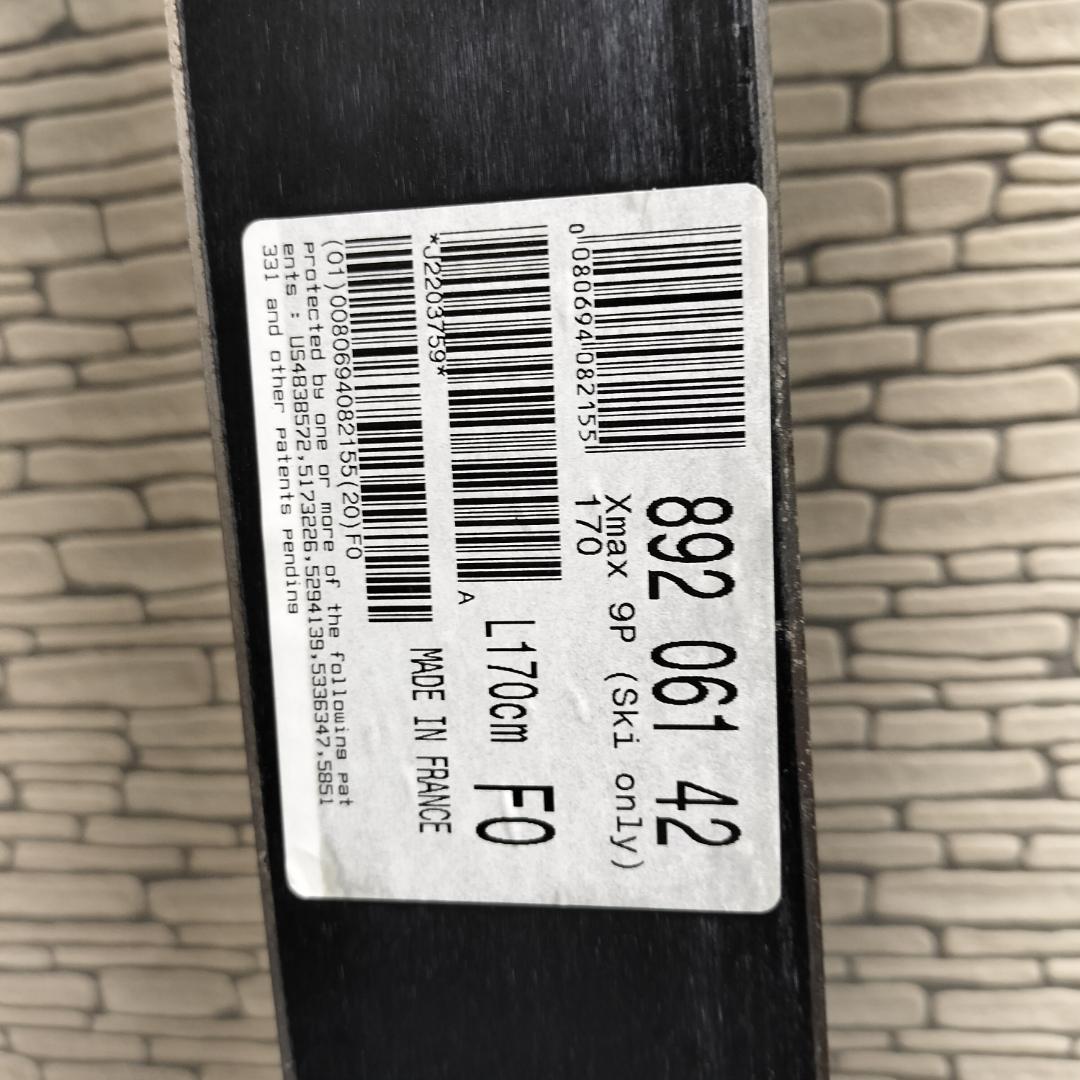 0 080694 082155
892 061 42
Xmax 9P (Ski only)
170
*J2203759*
A
L170cm F0
MADE IN FRANCE
(01)0080694082155(20)F0
Protected by one or more of the following pat
ents : US4838572,5173226,5294139,5336347,5851
331 and other patents pending